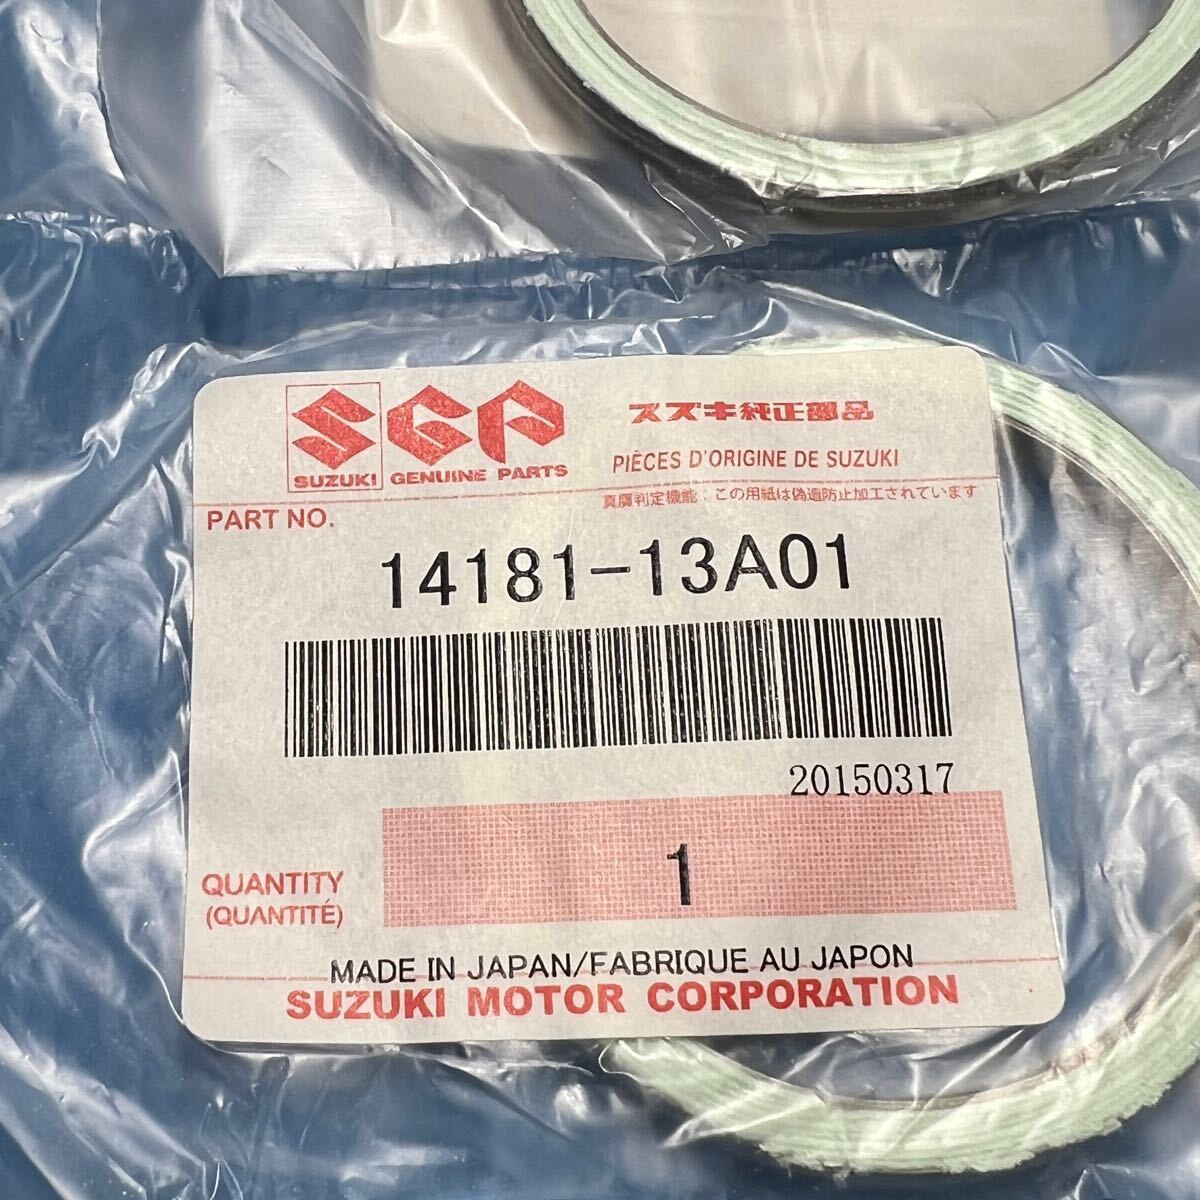 SGP
SUZUKI GENUINE PARTS
スズキ純正部品
PIÈCES D'ORIGINE DE SUZUKI
真贋判定機能：この用紙は偽造防止加工されています
PART NO.
14181-13A01
20150317
QUANTITY
(QUANTITÉ)
1
MADE IN JAPAN/FABRIQUE AU JAPON
SUZUKI MOTOR CORPORATION